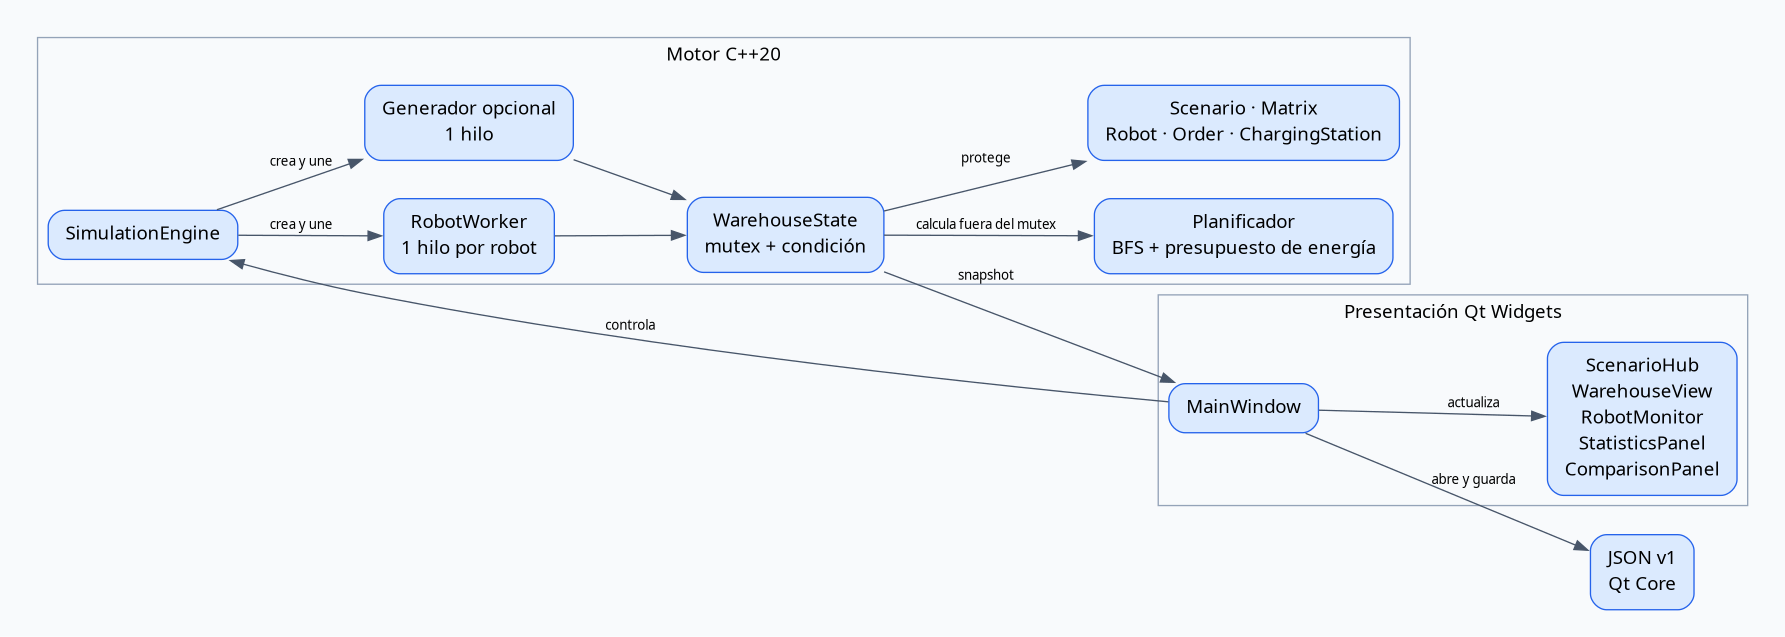 Motor C++20
Generador opcional
1 hilo
Scenario · Matrix
Robot · Order · ChargingStation
crea y une
protege
SimulationEngine
crea y une
RobotWorker
1 hilo por robot
WarehouseState
mutex + condición
calcula fuera del mutex
Planificador
BFS + presupuesto de energía
snapshot
controla
Presentación Qt Widgets
MainWindow
actualiza
ScenarioHub
WarehouseView
RobotMonitor
StatisticsPanel
ComparisonPanel
abre y guarda
JSON v1
Qt Core